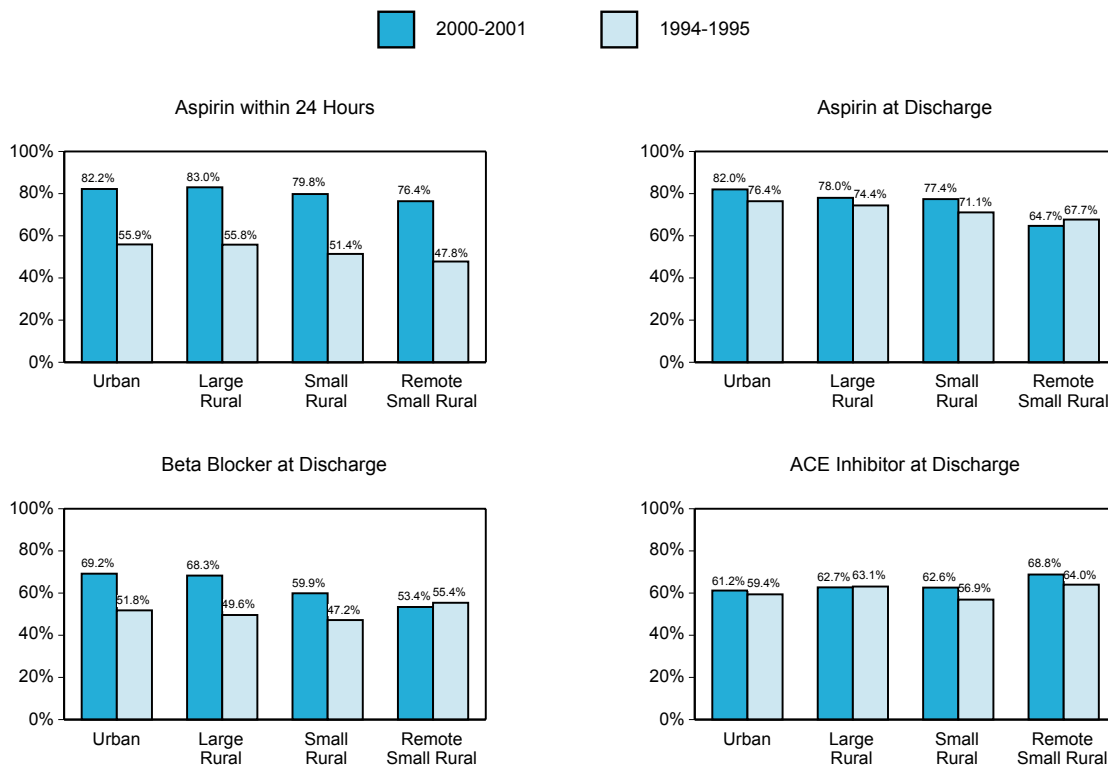 2000-2001 1994-1995
Aspirin within 24 Hours
100%
80%
60%
40%
20%
0%
82.2% 55.9% 83.0% 55.8% 79.8% 51.4% 76.4% 47.8%
Urban Large Rural Small Rural Remote Small Rural
Aspirin at Discharge
100%
80%
60%
40%
20%
0%
82.0% 76.4% 78.0% 74.4% 77.4% 71.1% 64.7% 67.7%
Urban Large Rural Small Rural Remote Small Rural
Beta Blocker at Discharge
100%
80%
60%
40%
20%
0%
69.2% 51.8% 68.3% 49.6% 59.9% 47.2% 53.4% 55.4%
Urban Large Rural Small Rural Remote Small Rural
ACE Inhibitor at Discharge
100%
80%
60%
40%
20%
0%
61.2% 59.4% 62.7% 63.1% 62.6% 56.9% 68.8% 64.0%
Urban Large Rural Small Rural Remote Small Rural